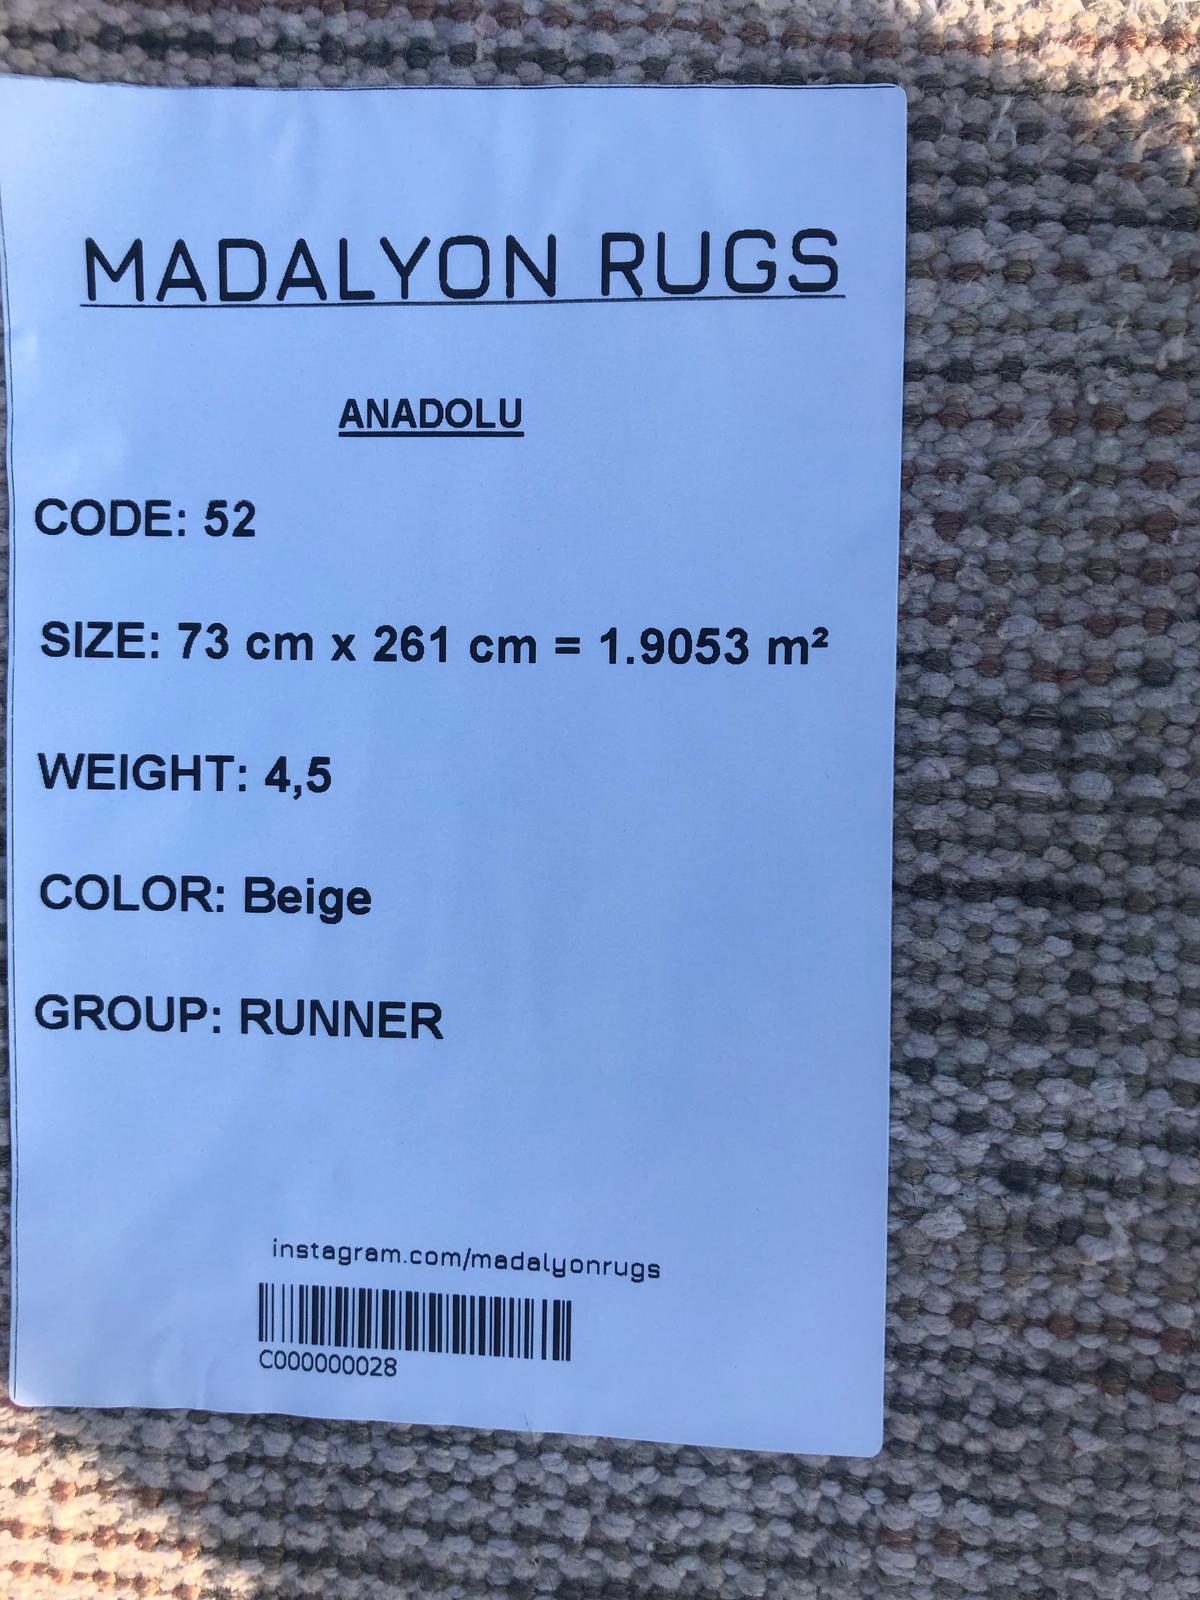 MADALYON RUGS
ANADOLU
CODE: 52
SIZE: 73 cm x 261 cm = 1.9053 m²
WEIGHT: 4,5
COLOR: Beige
GROUP: RUNNER
instagram.com/madalyonrugs
C000000028